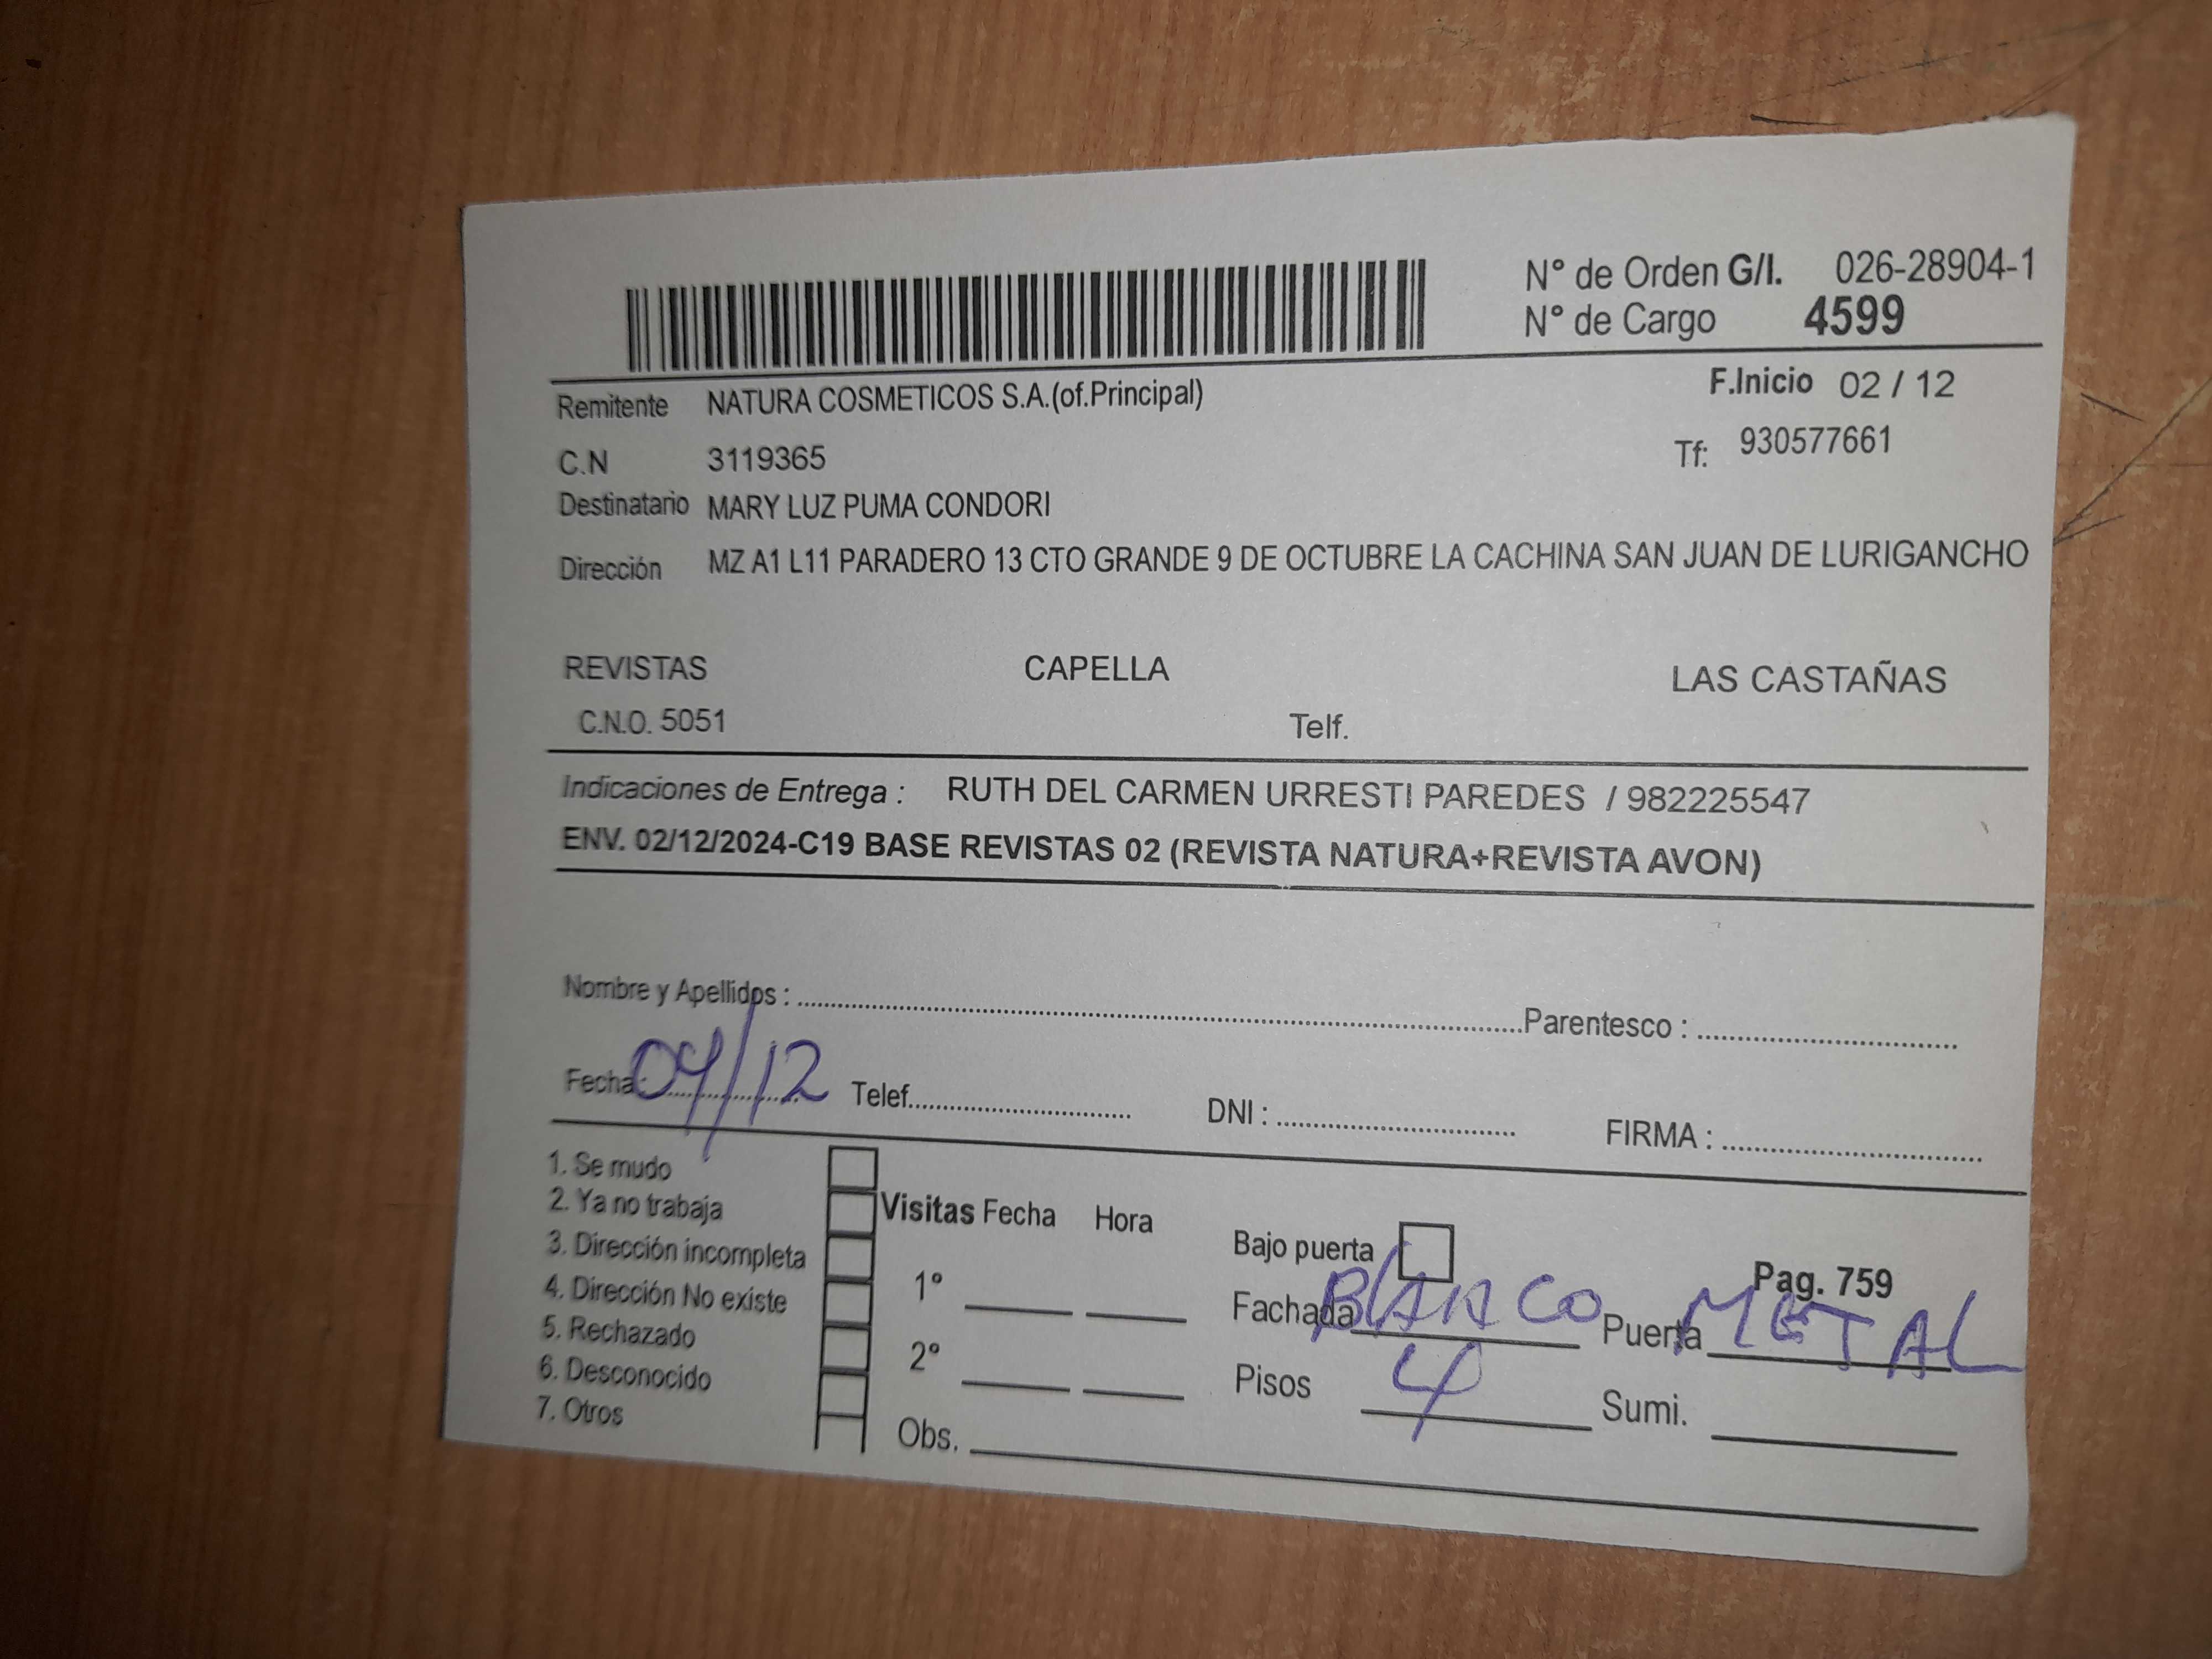 N° de Orden G/I. 026-28904-1
N° de Cargo 4599
Remitente NATURA COSMETICOS S.A.(of.Principal) F.Inicio 02 / 12
C.N 3119365 Tf: 930577661
Destinatario MARY LUZ PUMA CONDORI
Dirección MZ A1 L11 PARADERO 13 CTO GRANDE 9 DE OCTUBRE LA CACHINA SAN JUAN DE LURIGANCHO
REVISTAS CAPELLA LAS CASTAÑAS
C.N.O. 5051 Telf.
Indicaciones de Entrega : RUTH DEL CARMEN URRESTI PAREDES / 982225547
ENV. 02/12/2024-C19 BASE REVISTAS 02 (REVISTA NATURA+REVISTA AVON)
Nombre y Apellidos : Parentesco :
Fecha: 04/12 Telef. DNI : FIRMA :
1. Se mudo
2. Ya no trabaja Visitas Fecha Hora
3. Dirección incompleta Bajo puerta Pag. 759
4. Dirección No existe 1° Fachada BLANCO Puerta METAL
5. Rechazado 2°
6. Desconocido Pisos 4 Sumi.
7. Otros Obs.